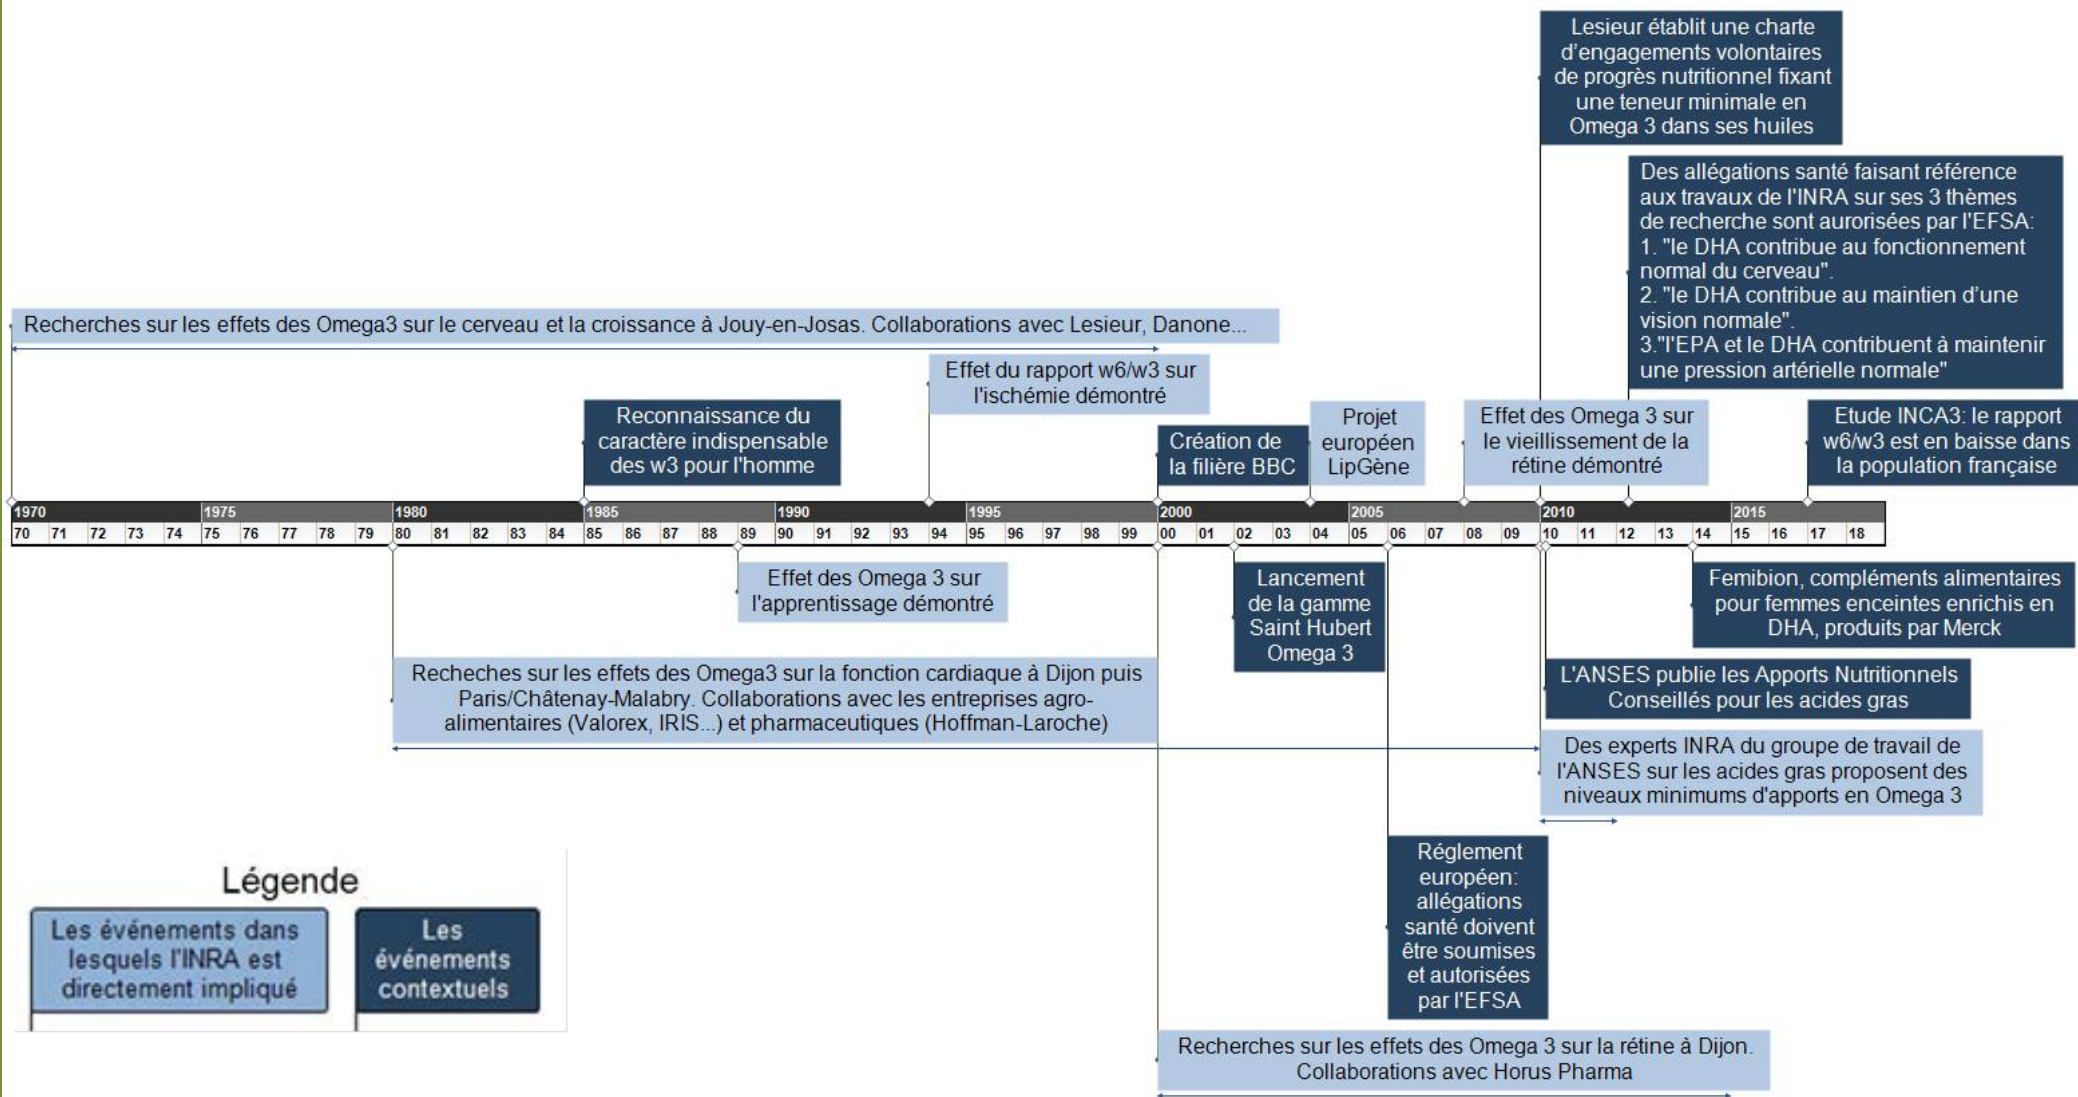 Lesieur établit une charte
d'engagements volontaires
de progrès nutritionnel fixant
une teneur minimale en
Omega 3 dans ses huiles
Des allégations santé faisant référence
aux travaux de l'INRA sur ses 3 thèmes
de recherche sont aurorisées par l'EFSA:
1. "le DHA contribue au fonctionnement
normal du cerveau".
2. "le DHA contribue au maintien d'une
vision normale".
3."l'EPA et le DHA contribuent à maintenir
une pression artérielle normale"
Recherches sur les effets des Omega3 sur le cerveau et la croissance à Jouy-en-Josas. Collaborations avec Lesieur, Danone...
Effet du rapport w6/w3 sur
l'ischémie démontré
Reconnaissance du
caractère indispensable
des w3 pour l'homme
Création de
la filière BBC
Projet
européen
LipGène
Effet des Omega 3 sur
le vieillissement de la
rétine démontré
Etude INCA3: le rapport
w6/w3 est en baisse dans
la population française
1970 1975 1980 1985 1990 1995 2000 2005 2010 2015
70 71 72 73 74 75 76 77 78 79 80 81 82 83 84 85 86 87 88 89 90 91 92 93 94 95 96 97 98 99 00 01 02 03 04 05 06 07 08 09 10 11 12 13 14 15 16 17 18
Effet des Omega 3 sur
l'apprentissage démontré
Lancement
de la gamme
Saint Hubert
Omega 3
Femibion, compléments alimentaires
pour femmes enceintes enrichis en
DHA, produits par Merck
Recheches sur les effets des Omega3 sur la fonction cardiaque à Dijon puis
Paris/Châtenay-Malabry. Collaborations avec les entreprises agro-
alimentaires (Valorex, IRIS...) et pharmaceutiques (Hoffman-Laroche)
L'ANSES publie les Apports Nutritionnels
Conseillés pour les acides gras
Des experts INRA du groupe de travail de
l'ANSES sur les acides gras proposent des
niveaux minimums d'apports en Omega 3
Réglement
européen:
allégations
santé doivent
être soumises
et autorisées
par l'EFSA
Légende
Les événements dans
lesquels l'INRA est
directement impliqué
Les
événements
contextuels
Recherches sur les effets des Omega 3 sur la rétine à Dijon.
Collaborations avec Horus Pharma